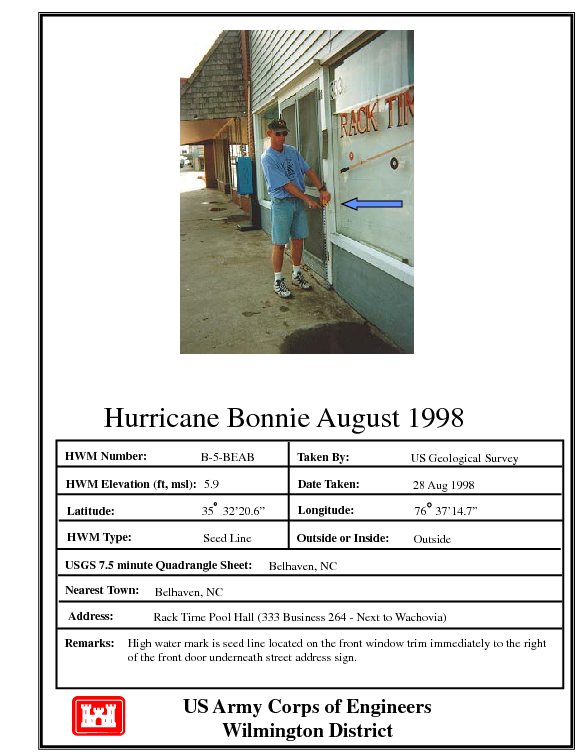 333
RACK TIM
Hurricane Bonnie August 1998
HWM Number: B-5-BEAB Taken By: US Geological Survey
HWM Elevation (ft, msl): 5.9 Date Taken: 28 Aug 1998
Latitude: 35° 32’20.6” Longitude: 76° 37’14.7”
HWM Type: Seed Line Outside or Inside: Outside
USGS 7.5 minute Quadrangle Sheet: Belhaven, NC
Nearest Town: Belhaven, NC
Address: Rack Time Pool Hall (333 Business 264 - Next to Wachovia)
Remarks: High water mark is seed line located on the front window trim immediately to the right
of the front door underneath street address sign.
US Army Corps of Engineers
Wilmington District